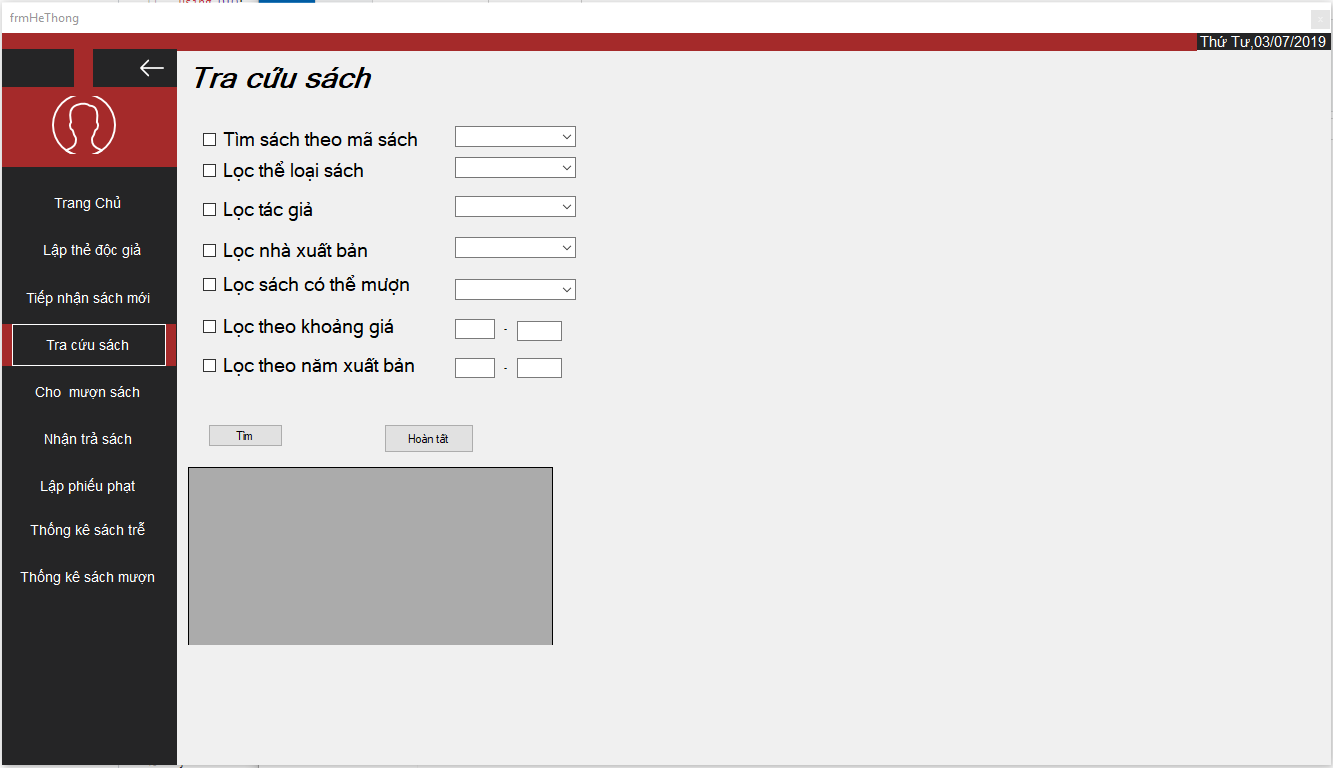 frmHeThong
Thứ Tư,03/07/2019
Tra cứu sách
Trang Chủ
Lập thẻ độc giả
Tiếp nhận sách mới
Tra cứu sách
Cho  mượn sách
Nhận trả sách
Lập phiếu phạt
Thống kê sách trễ
Thống kê sách mượn
Tìm sách theo mã sách
Lọc thể loại sách
Lọc tác giả
Lọc nhà xuất bản
Lọc sách có thể mượn
Lọc theo khoảng giá
-
Lọc theo năm xuất bản
-
Tìm
Hoàn tất